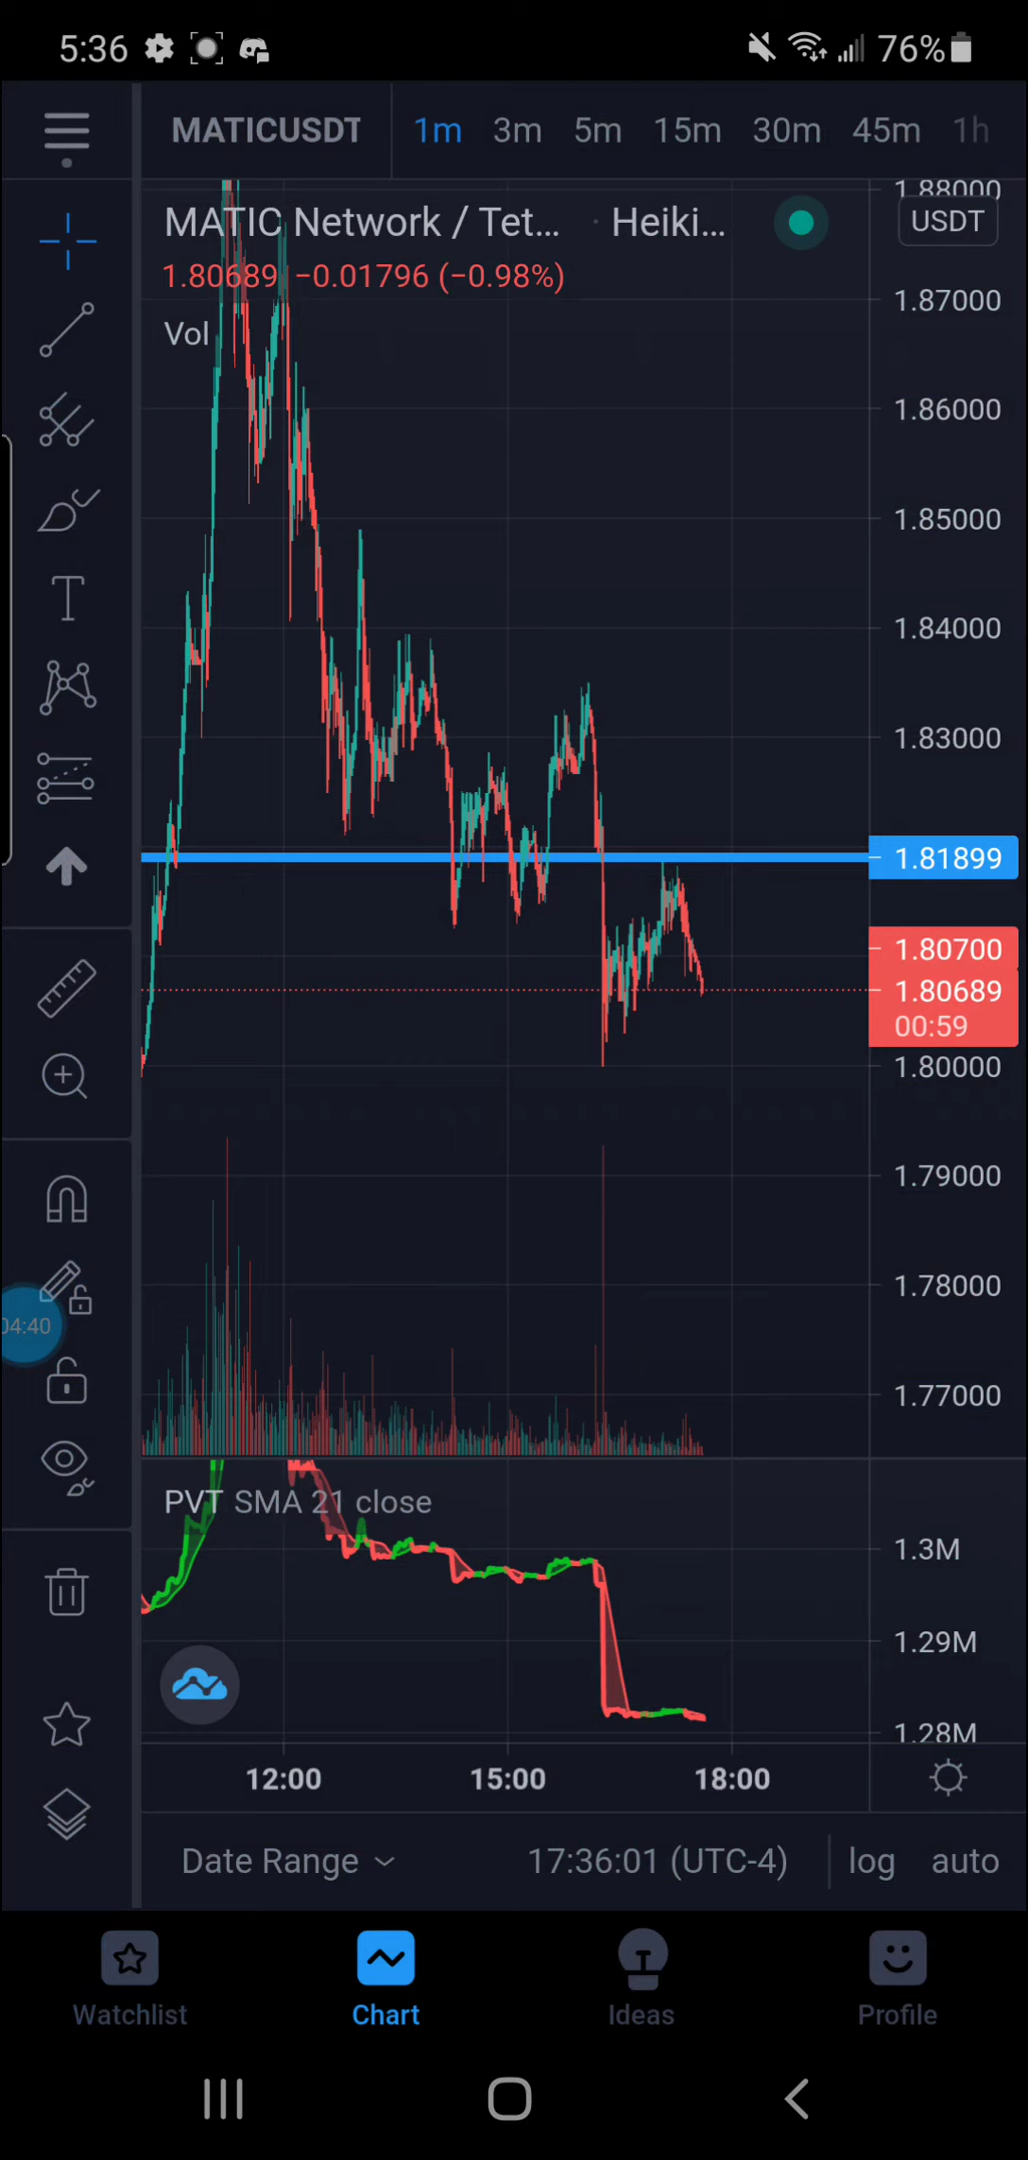 5:36 76%
MATICUSDT 1m 3m 5m 15m 30m 45m 1h
1.88000
MATIC Network / Tet... · Heiki... USDT
1.80689 −0.01796 (−0.98%)
1.87000
Vol
1.86000
1.85000
1.84000
1.83000
1.81899
1.80700
1.80689
00:59
1.80000
1.79000
1.78000
04:40
1.77000
PVT SMA 21 close
1.3M
1.29M
1.28M
12:00 15:00 18:00
Date Range 17:36:01 (UTC-4) log auto
Watchlist Chart Ideas Profile